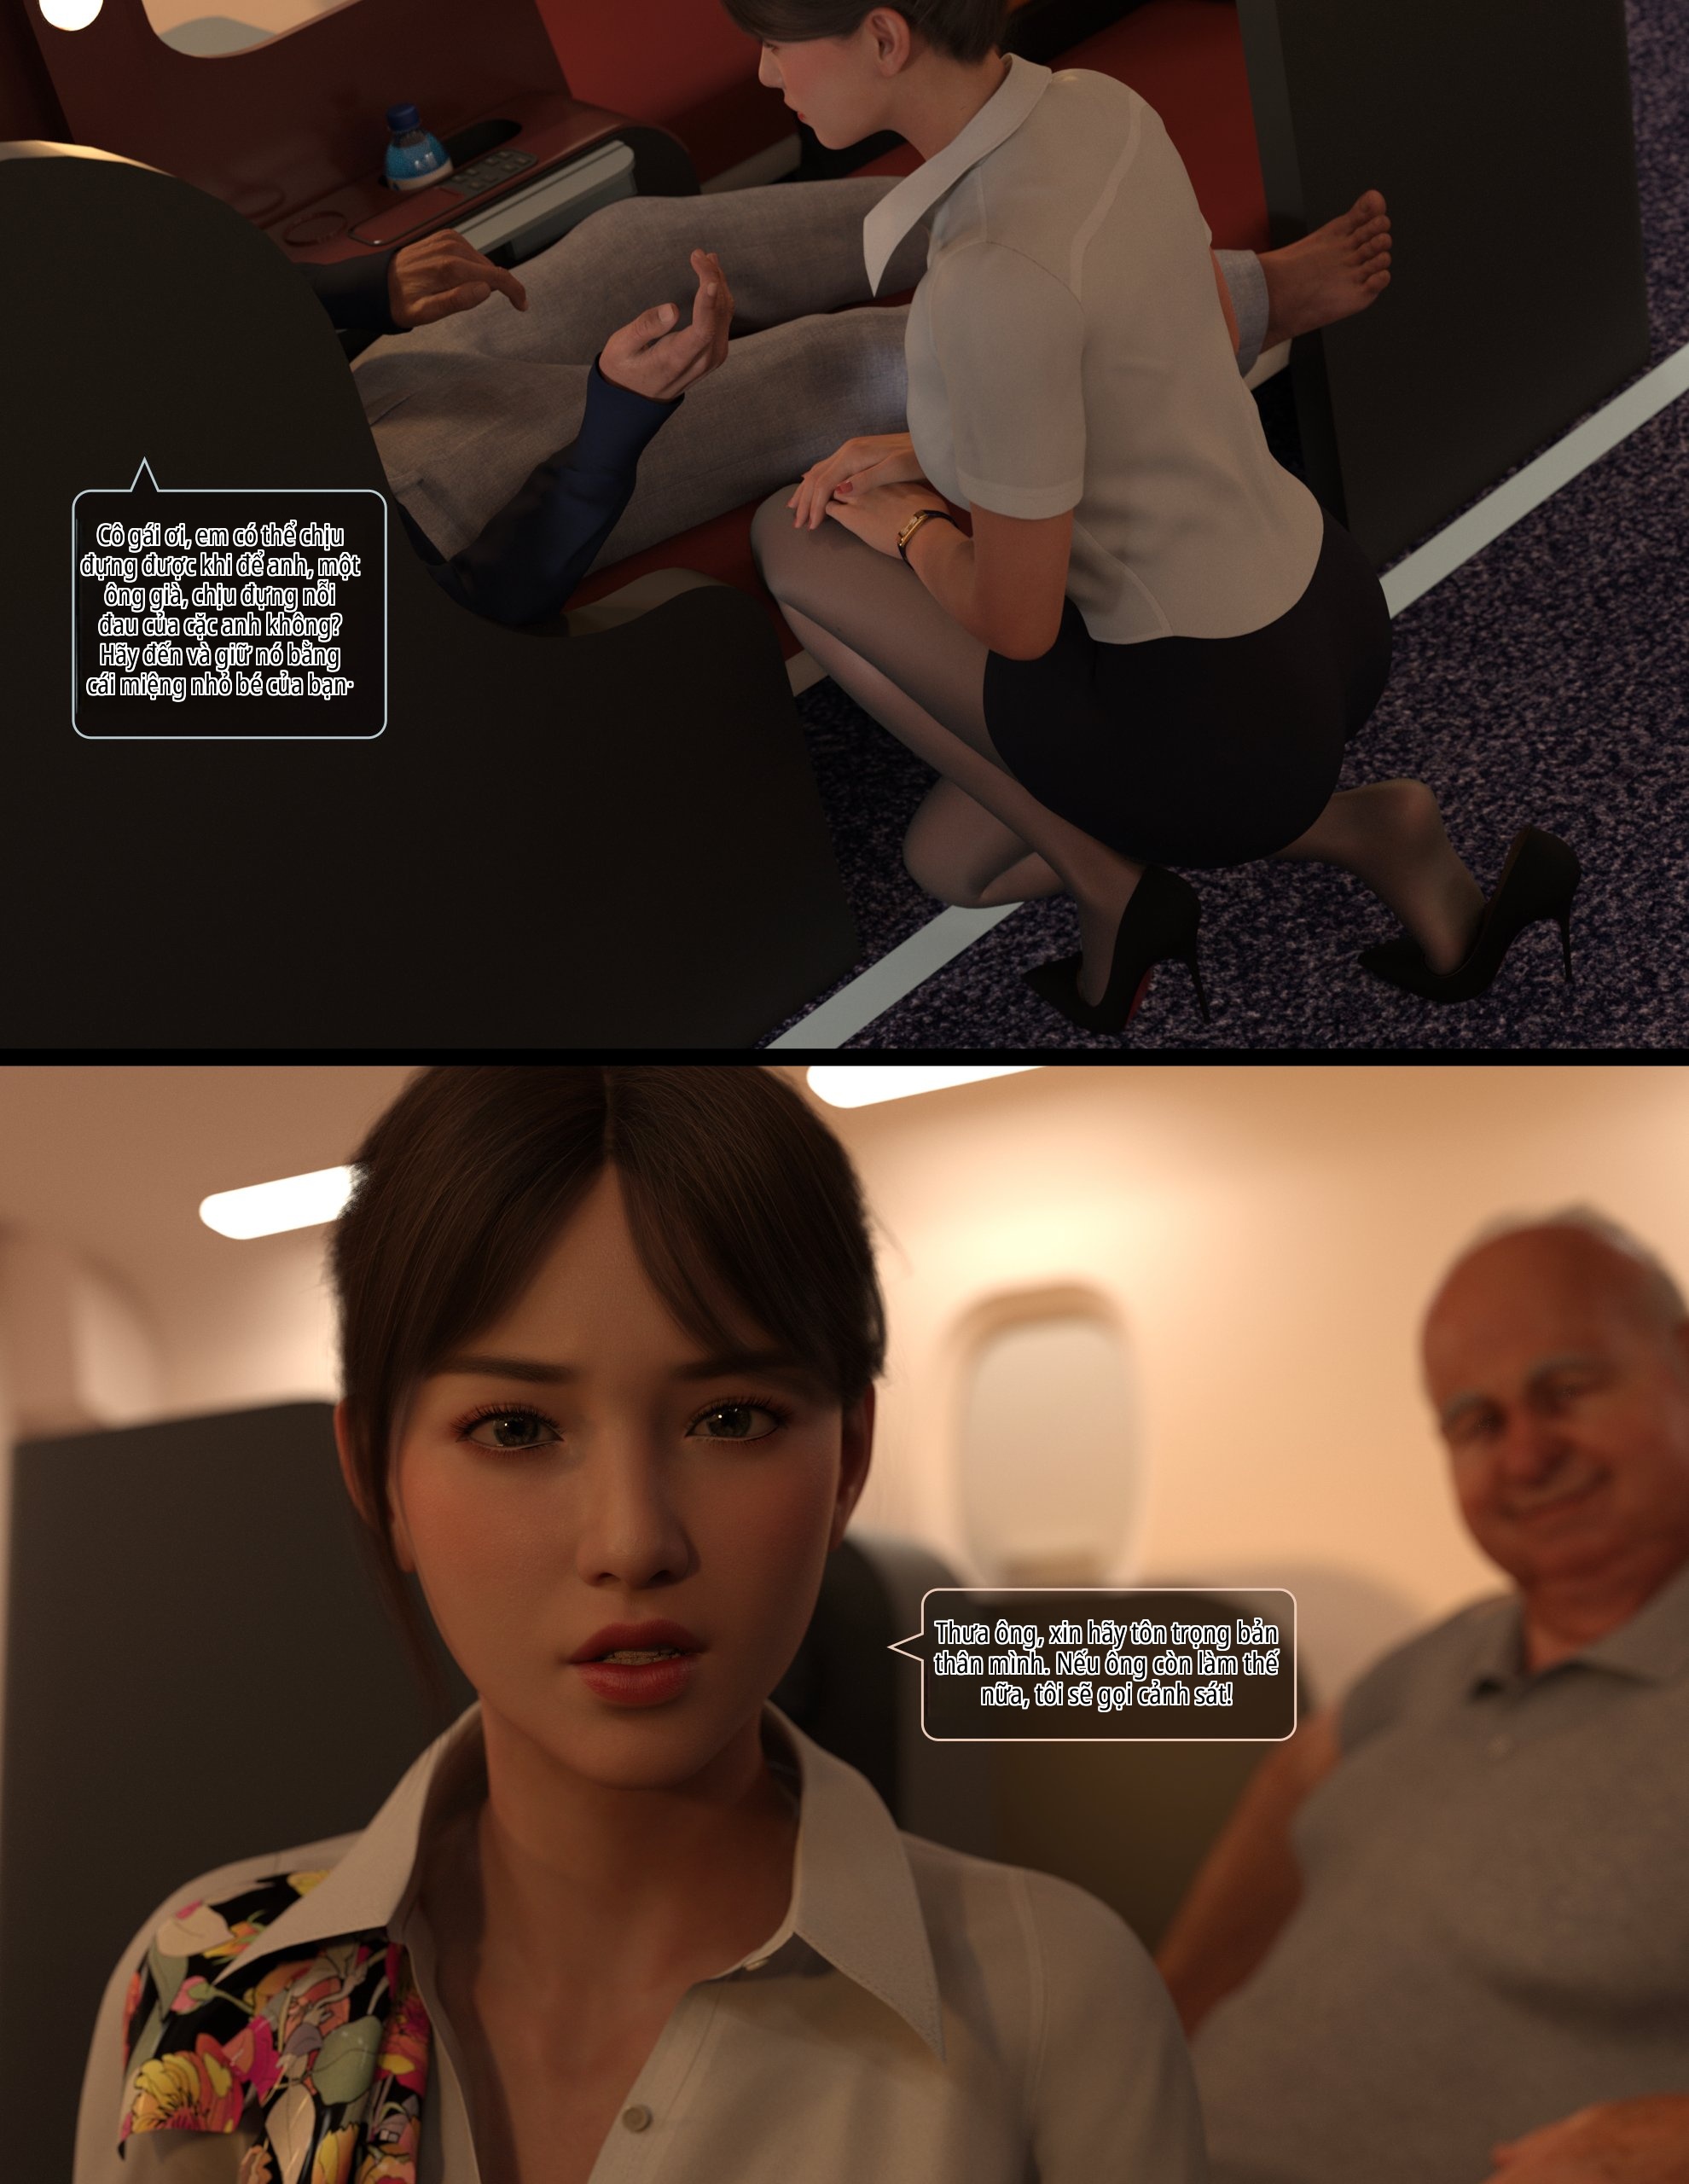 Cô gái ơi, em có thể chịu
đựng được khi để anh, một
ông già, chịu đựng nỗi
đau của cặc anh không?
Hãy đến và giữ nó bằng
cái miệng nhỏ bé của bạn·
Thưa ông, xin hãy tôn trọng bản
thân mình. Nếu ông còn làm thế
nữa, tôi sẽ gọi cảnh sát!